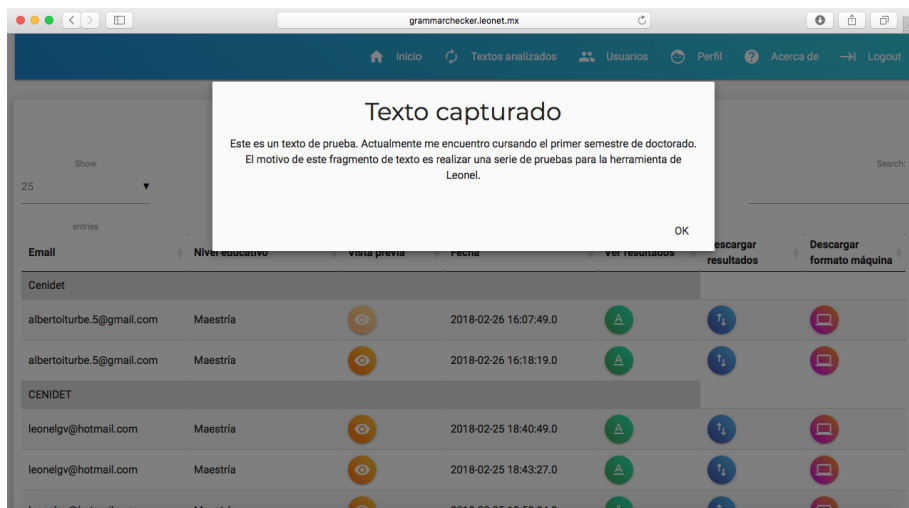 grammarchecker.leonet.mx
Inicio Textos analizados Usuarios Perfil Acerca de Logout
Texto capturado
Este es un texto de prueba. Actualmente me encuentro cursando el primer semestre de doctorado.
El motivo de este fragmento de texto es realizar una serie de pruebas para la herramienta de
Leonel.
OK
Show
25
entries
Search:
Email Nivel educativo Vista previa Fecha Ver resultados Descargar resultados Descargar formato máquina
Cenidet
albertoiturbe.5@gmail.com Maestría 2018-02-26 16:07:49.0
albertoiturbe.5@gmail.com Maestría 2018-02-26 16:18:19.0
CENIDET
leonelgv@hotmail.com Maestría 2018-02-25 18:40:49.0
leonelgv@hotmail.com Maestría 2018-02-25 18:43:27.0